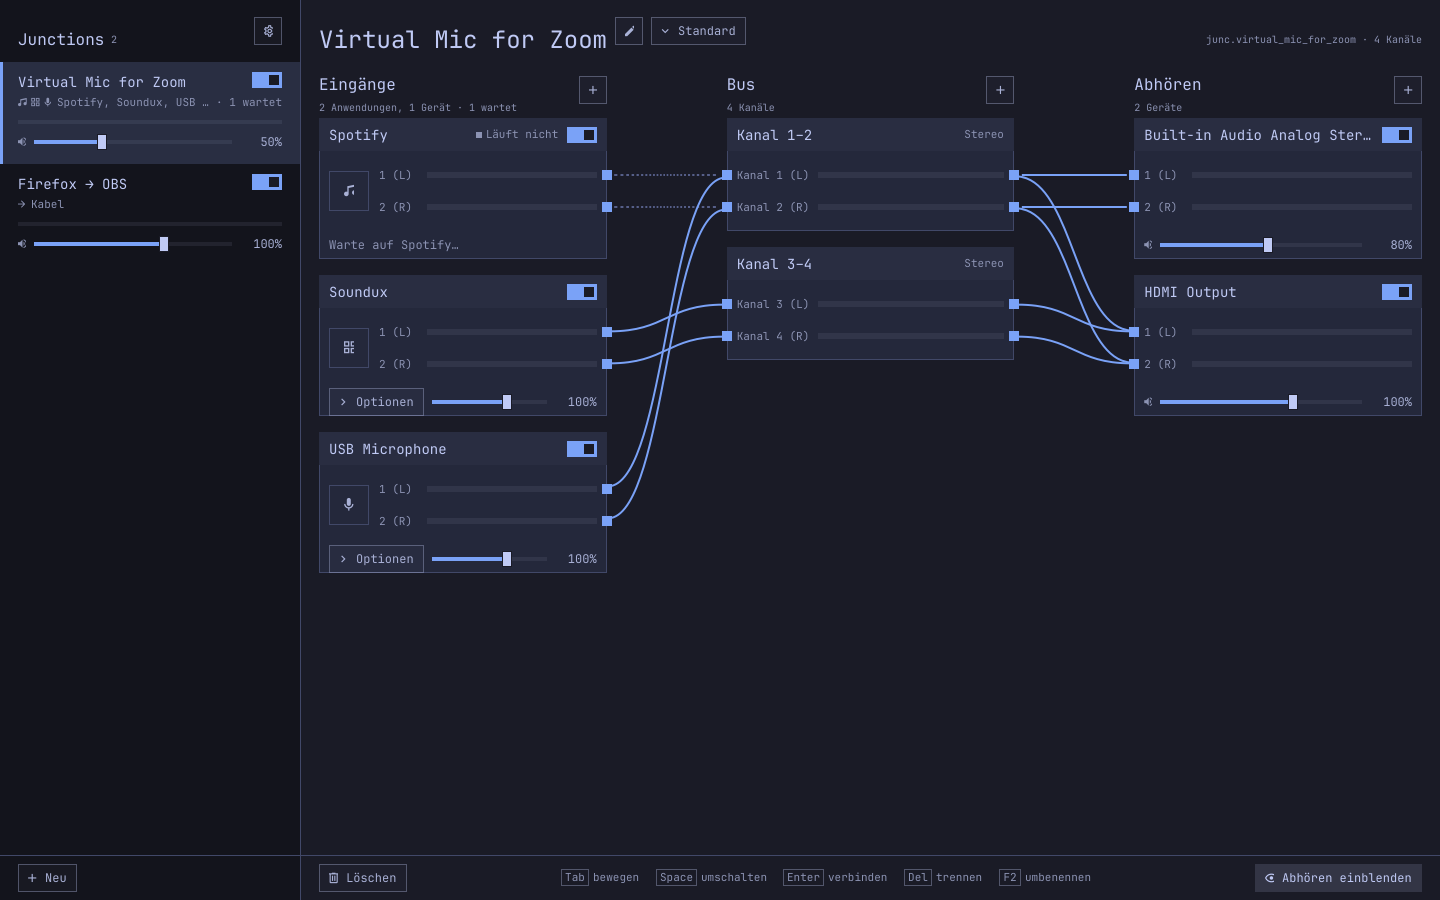 Junctions 2
Virtual Mic for Zoom
Spotify, Soundux, USB … · 1 wartet
50%
Firefox → OBS
→ Kabel
100%
+ Neu
Virtual Mic for Zoom
Standard
junc.virtual_mic_for_zoom · 4 Kanäle
Eingänge
2 Anwendungen, 1 Gerät · 1 wartet
Spotify
Läuft nicht
1 (L)
2 (R)
Warte auf Spotify…
Soundux
1 (L)
2 (R)
Optionen
100%
USB Microphone
1 (L)
2 (R)
Optionen
100%
Bus
4 Kanäle
Kanal 1–2
Stereo
Kanal 1 (L)
Kanal 2 (R)
Kanal 3–4
Stereo
Kanal 3 (L)
Kanal 4 (R)
Abhören
2 Geräte
Built-in Audio Analog Ster…
1 (L)
2 (R)
80%
HDMI Output
1 (L)
2 (R)
100%
Löschen
Tab bewegen Space umschalten Enter verbinden Del trennen F2 umbenennen
Abhören einblenden